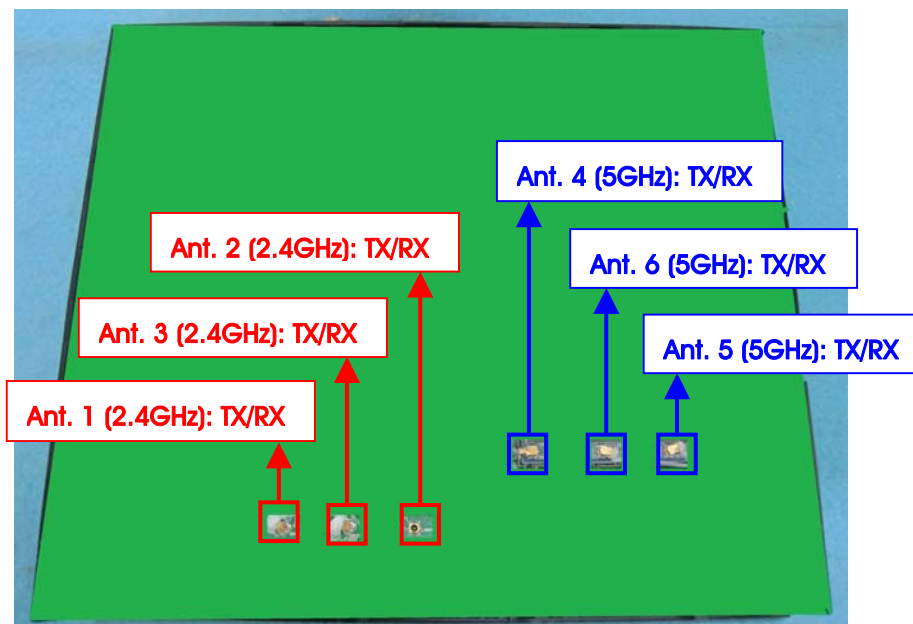 Ant. 4 (5GHz): TX/RX
Ant. 2 (2.4GHz): TX/RX
Ant. 6 (5GHz): TX/RX
Ant. 3 (2.4GHz): TX/RX
Ant. 5 (5GHz): TX/RX
Ant. 1 (2.4GHz): TX/RX